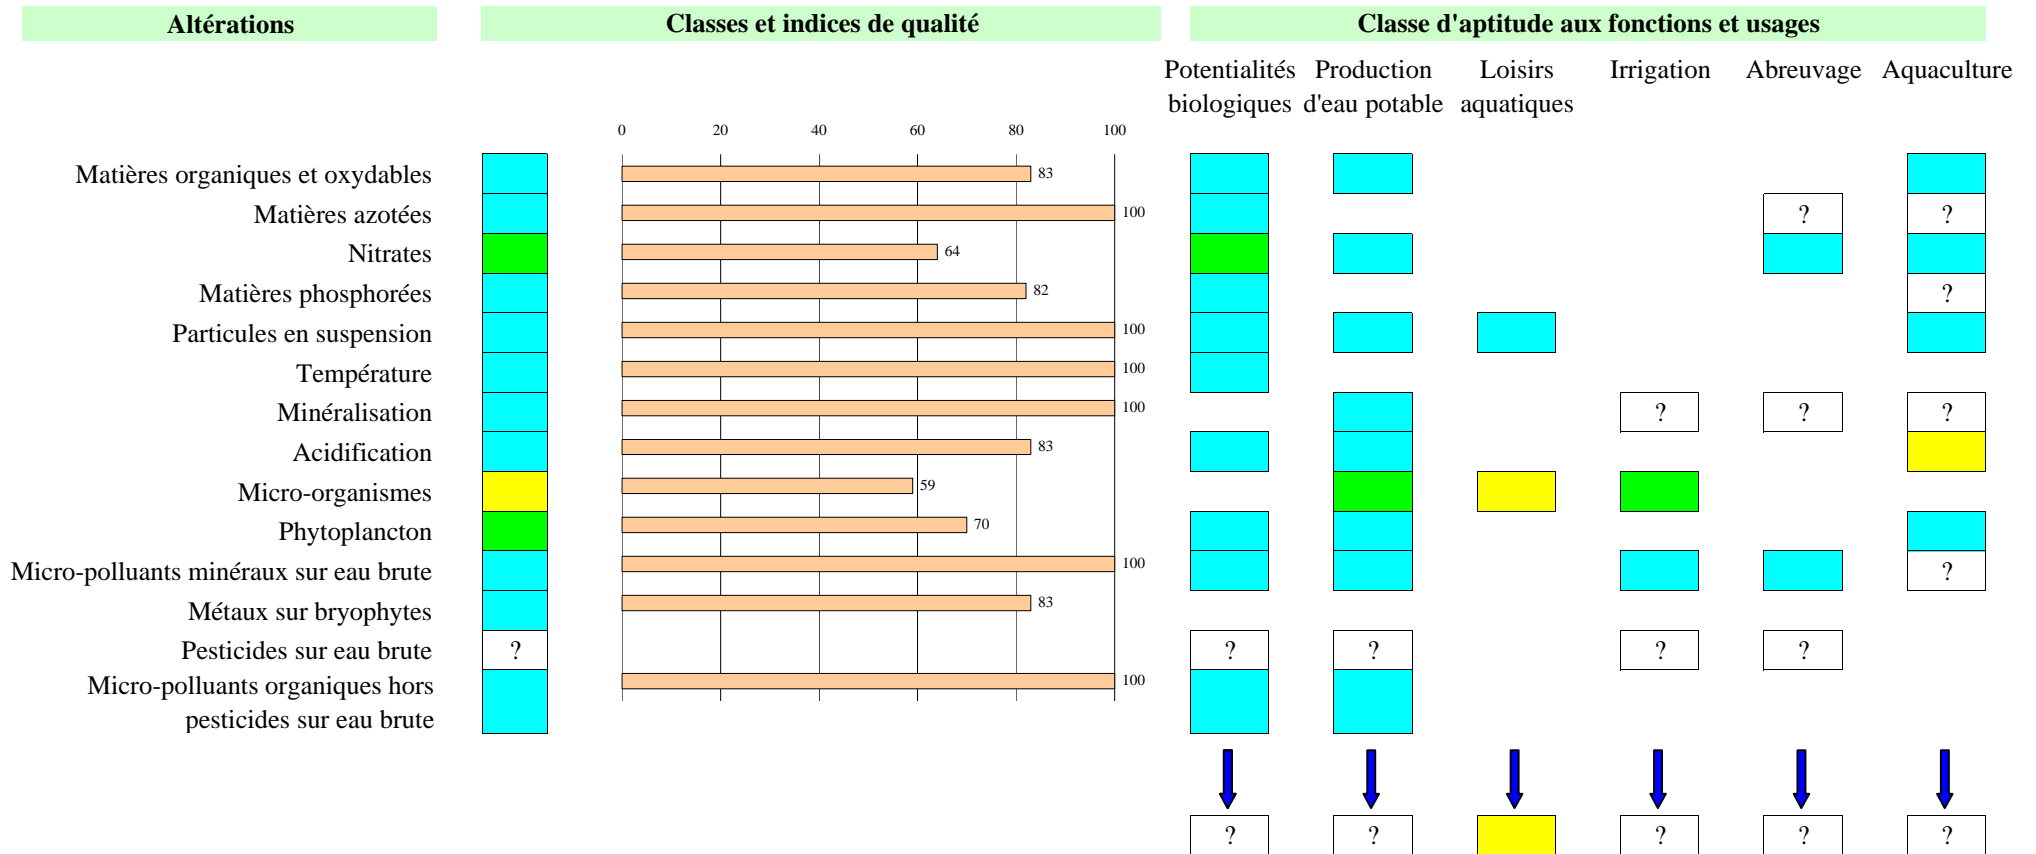 Altérations
Classes et indices de qualité
Classe d'aptitude aux fonctions et usages
Potentialités biologiques
Production d'eau potable
Loisirs aquatiques
Irrigation
Abreuvage
Aquaculture
0 20 40 60 80 100
Matières organiques et oxydables 83
Matières azotées 100 ? ?
Nitrates 64
Matières phosphorées 82 ?
Particules en suspension 100
Température 100
Minéralisation 100 ? ? ?
Acidification 83
Micro-organismes 59
Phytoplancton 70
Micro-polluants minéraux sur eau brute 100 ?
Métaux sur bryophytes 83
Pesticides sur eau brute ? ? ? ? ?
Micro-polluants organiques hors 100
pesticides sur eau brute
? ? ? ? ?